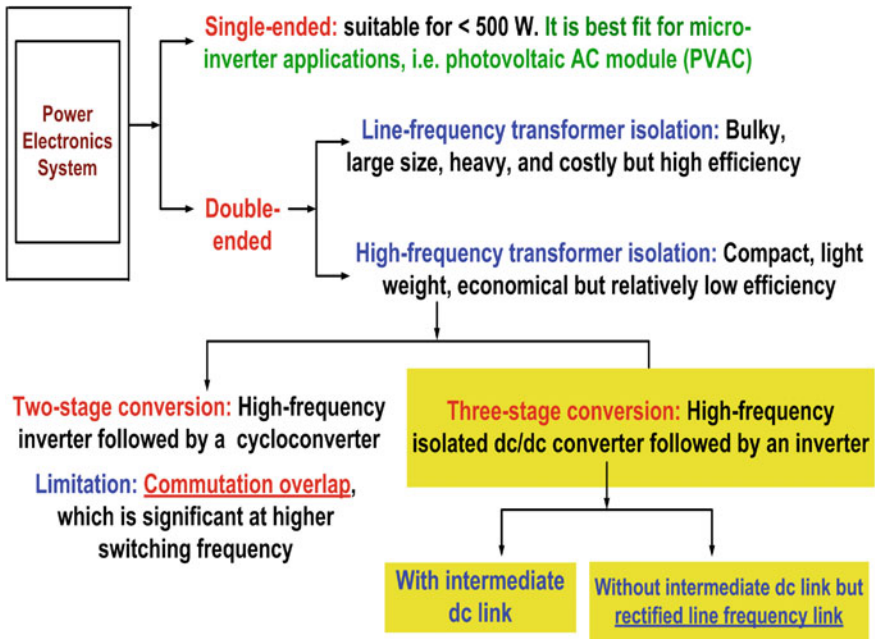 Power
Electronics
System
Single-ended: suitable for < 500 W. It is best fit for micro-
inverter applications, i.e. photovoltaic AC module (PVAC)
Double-
ended
Line-frequency transformer isolation: Bulky,
large size, heavy, and costly but high efficiency
High-frequency transformer isolation: Compact, light
weight, economical but relatively low efficiency
Two-stage conversion: High-frequency
inverter followed by a cycloconverter
Limitation: Commutation overlap,
which is significant at higher
switching frequency
Three-stage conversion: High-frequency
isolated dc/dc converter followed by an inverter
With intermediate
dc link
Without intermediate dc link but
rectified line frequency link